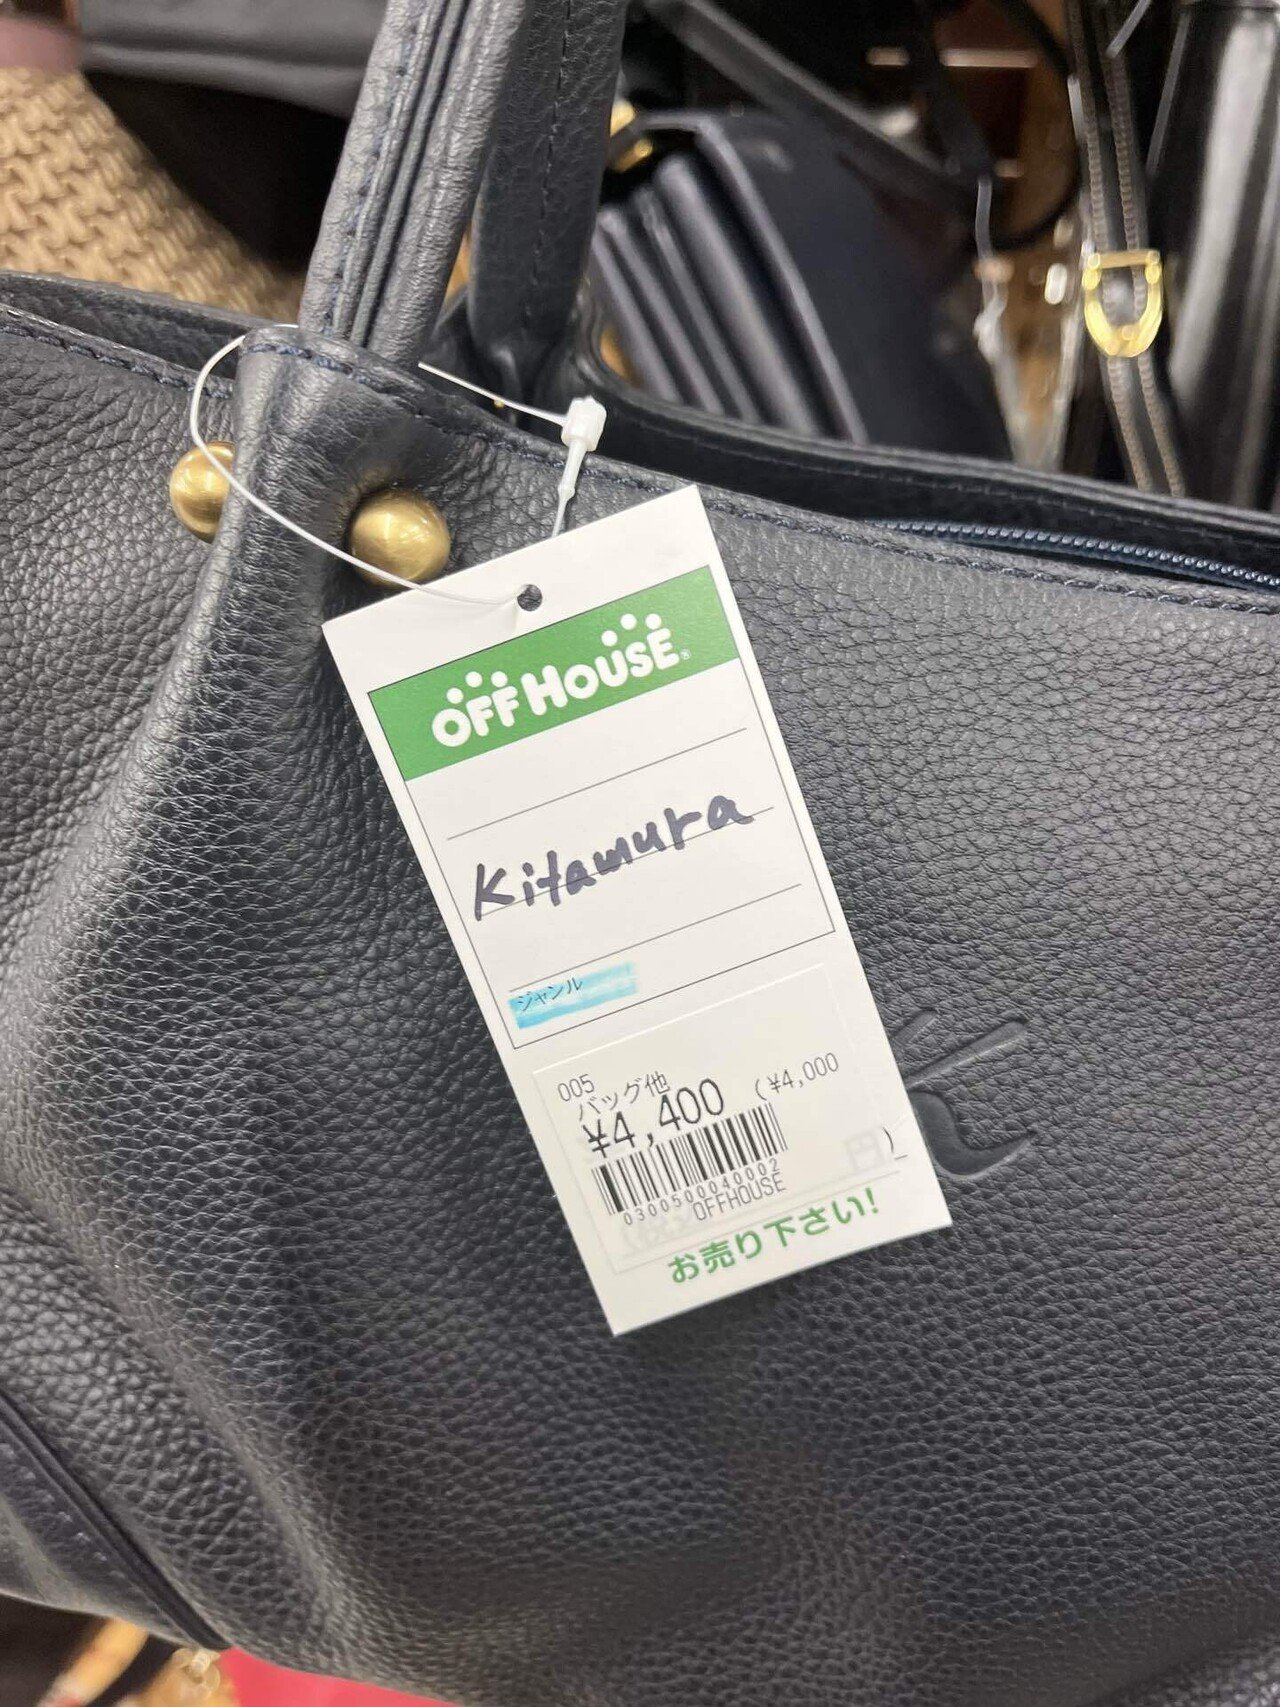 OFF HOUSE®
Kitamura
ジャンル
005
バッグ他
¥4,400 (¥4,000
円)
0300500040002
OFFHOUSE
お売り下さい!
K